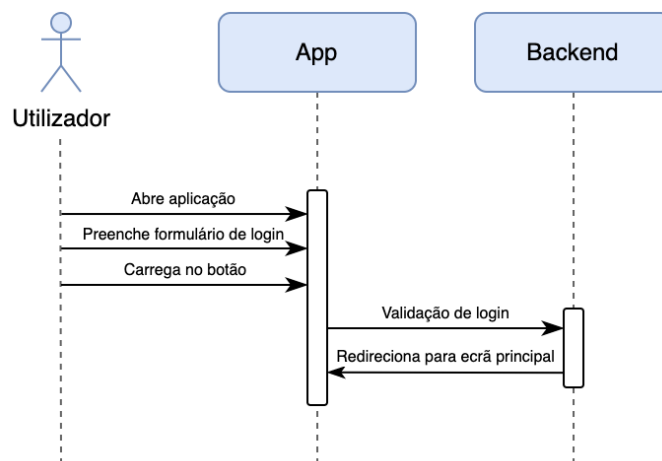 App
Backend
Utilizador
Abre aplicação
Preenche formulário de login
Carrega no botão
Validação de login
Redireciona para ecrã principal